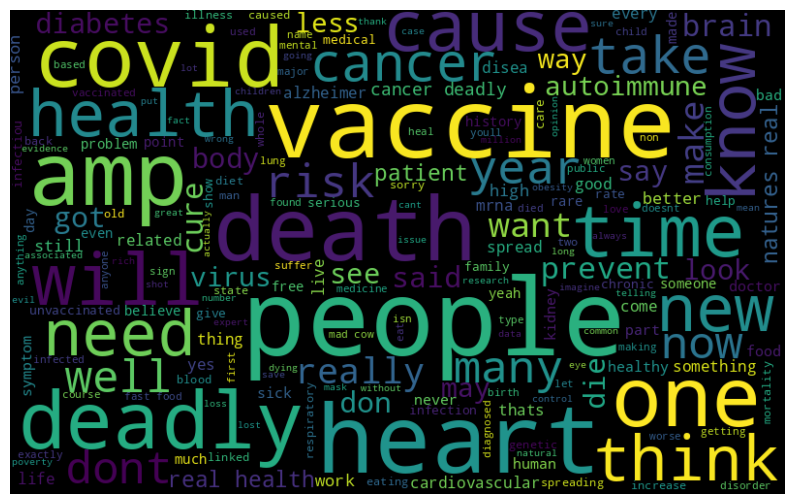 diabetes
illness
caused
less
thank
every
made
brain
covid
cause
name
used
mental
going
medical
sure
child
person
based
lot
major
case
cancer
way
take
know
vaccinated
children
alzheimer
cancer deadly
disea
autoimmune
bad
health
put
fact
wrong
whole
heal
youll
opinion
care
non
make
consumption
vaccine
problem
back
evidence
infectiou
point
history
million
women
public
amp
body
lung
patient
year
say
natures real
risk
diet
man
show
actually
cure
sorry
high
obesity
good
rate
better
help
mean
day
got
old
great
found
serious
cant
mrna
died
rare
love
doesnt
still
even
related
death
want
spread
issue
two
always
long
time
anything
associated
anyone
rich
sign
suffer
virus
live
see
said
family
prevent
look
evil
will
shot
state
free
medicine
research
imagine
telling
chronic
someone
doctor
unvaccinated
believe
number
give
expert
yeah
isn
type
data
common
kidney
come
new
need
thing
people
mad cow
eat
part
food
symptom
infected
yes
first
dying
save
mask
without
birth
let
eye
making
now
well
blood
really
many
control
healthy
something
mortality
course
fast food
sick
respiratory
don
may
die
loss
never
thats
worse
getting
deadly
lost
infection
diagnosed
genetic
natural
one
exactly
much
linked
heart
human
think
poverty
life
dont
real health
work
eating
cardiovascular
spreading
increase
disorder